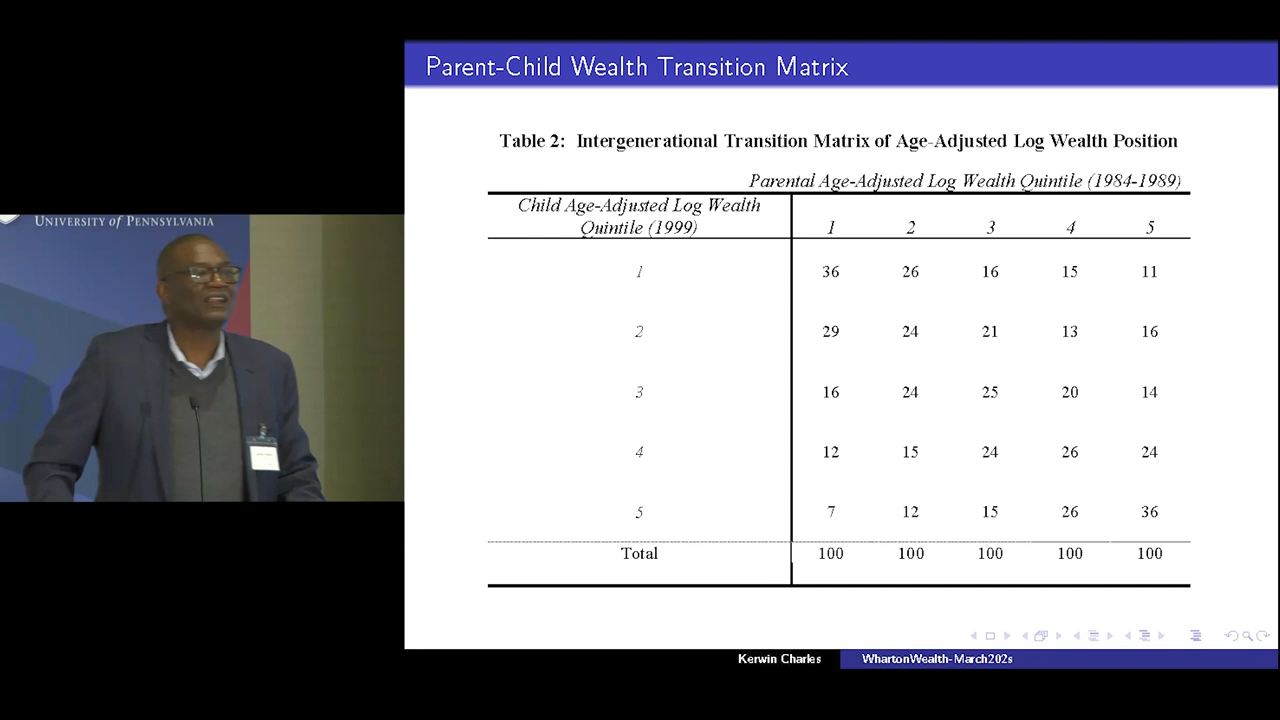 UNIVERSITY of PENNSYLVANIA
Parent-Child Wealth Transition Matrix
Table 2: Intergenerational Transition Matrix of Age-Adjusted Log Wealth Position
Parental Age-Adjusted Log Wealth Quintile (1984-1989)
Child Age-Adjusted Log Wealth
Quintile (1999) 1 2 3 4 5
1 36 26 16 15 11
2 29 24 21 13 16
3 16 24 25 20 14
4 12 15 24 26 24
5 7 12 15 26 36
Total 100 100 100 100 100
Kerwin Charles WhartonWealth-March202s